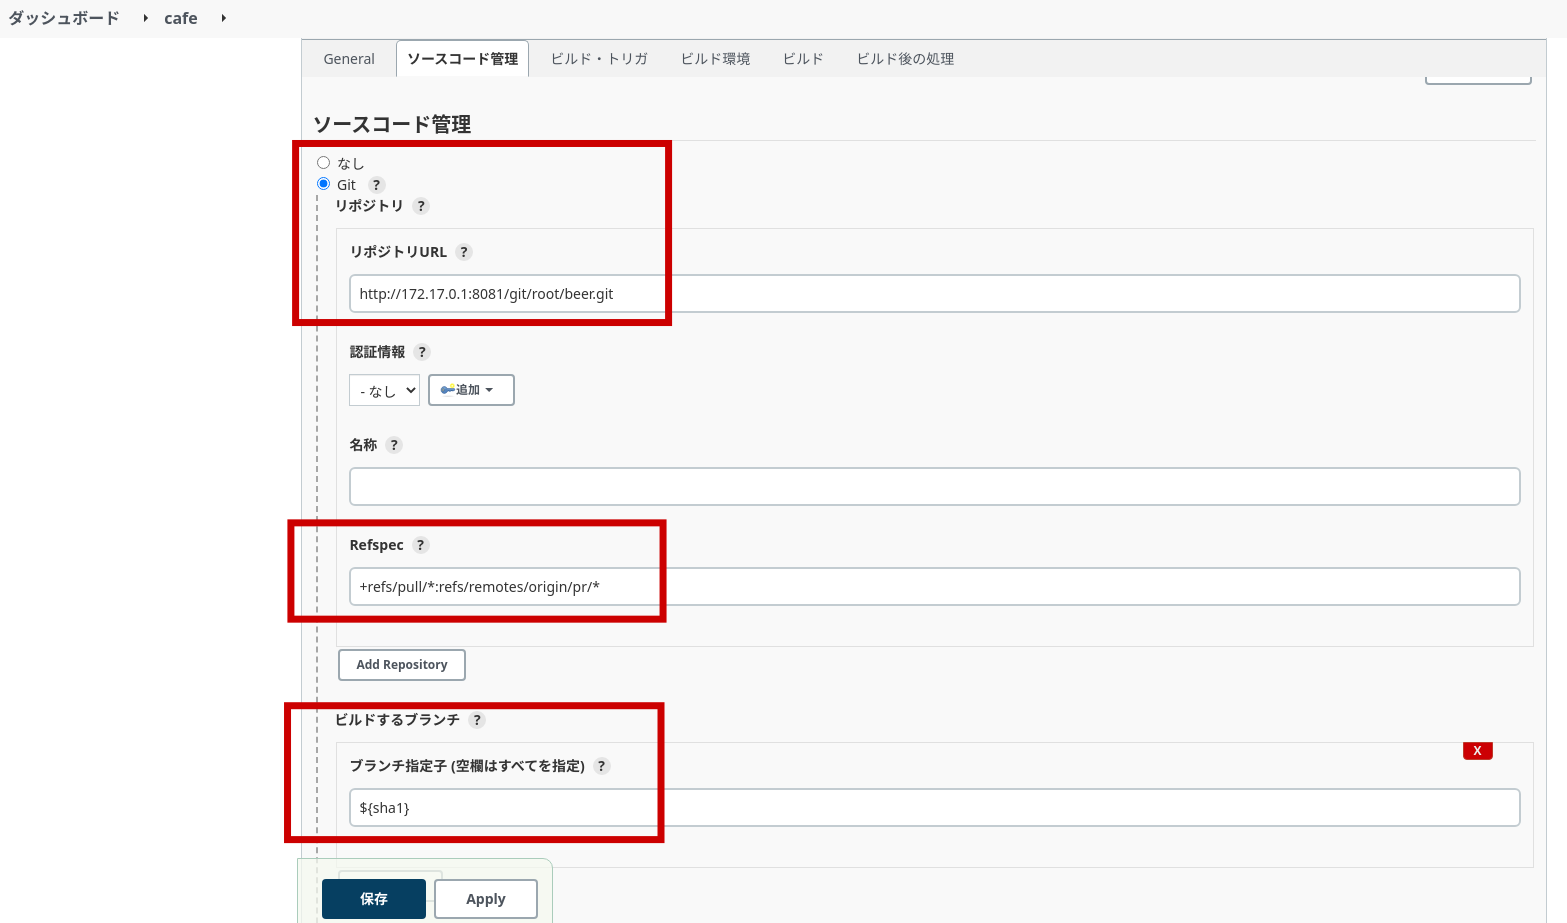 ダッシュボード cafe
General ソースコード管理 ビルド・トリガ ビルド環境 ビルド ビルド後の処理
ソースコード管理
なし
Git ?
リポジトリ ?
リポジトリURL ?
http://172.17.0.1:8081/git/root/beer.git
認証情報 ?
- なし 追加
名称 ?
Refspec ?
+refs/pull/*:refs/remotes/origin/pr/*
Add Repository
ビルドするブランチ ?
X
ブランチ指定子 (空欄はすべてを指定) ?
${sha1}
保存 Apply